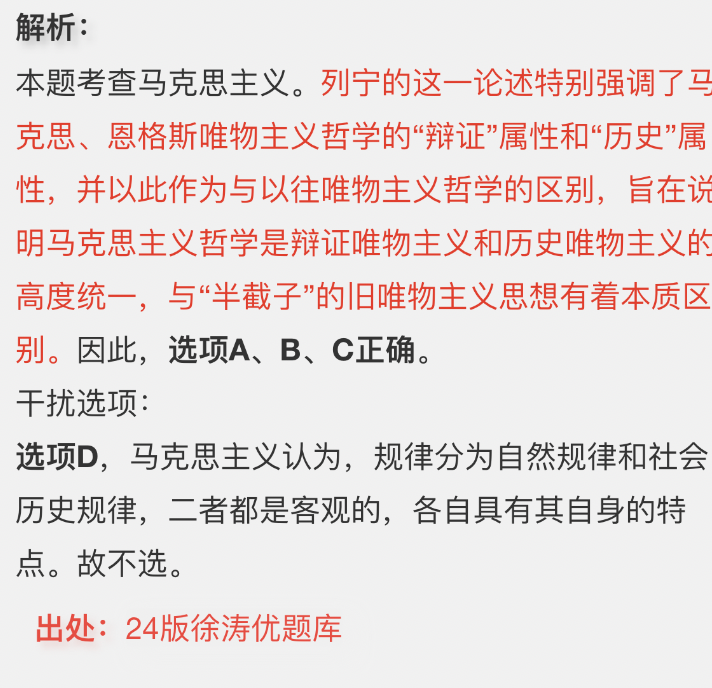 解析：
本题考查马克思主义。列宁的这一论述特别强调了马
克思、恩格斯唯物主义哲学的“辩证”属性和“历史”属
性，并以此作为与以往唯物主义哲学的区别，旨在说
明马克思主义哲学是辩证唯物主义和历史唯物主义的
高度统一，与“半截子”的旧唯物主义思想有着本质区
别。因此，选项A、B、C正确。
干扰选项：
选项D，马克思主义认为，规律分为自然规律和社会
历史规律，二者都是客观的，各自具有其自身的特
点。故不选。
出处：24版徐涛优题库